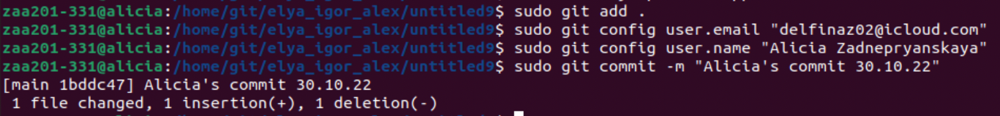 zaa201-331@alicia:/home/git/elya_igor_alex/untitled9$ sudo git add .
zaa201-331@alicia:/home/git/elya_igor_alex/untitled9$ sudo git config user.email "delfinaz02@icloud.com"
zaa201-331@alicia:/home/git/elya_igor_alex/untitled9$ sudo git config user.name "Alicia Zadnepryanskaya"
zaa201-331@alicia:/home/git/elya_igor_alex/untitled9$ sudo git commit -m "Alicia's commit 30.10.22"
[main 1bddc47] Alicia's commit 30.10.22
 1 file changed, 1 insertion(+), 1 deletion(-)